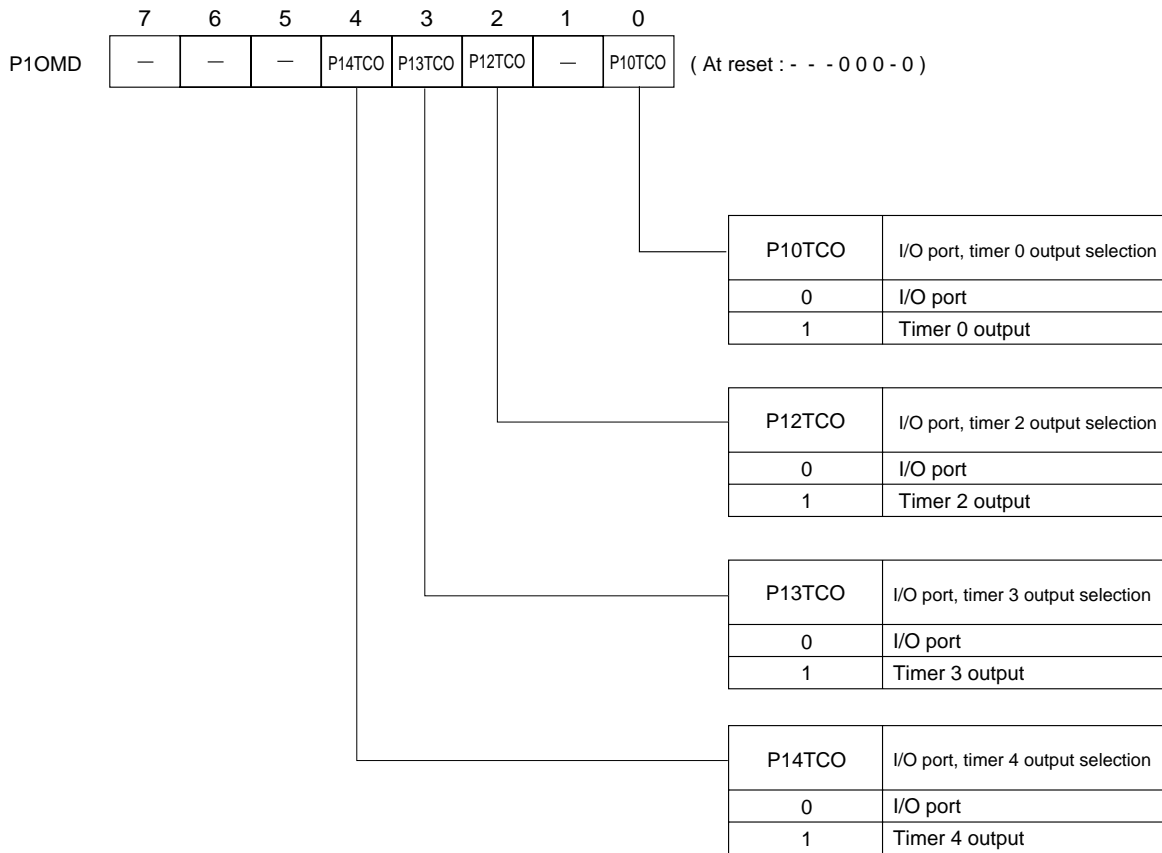 7 6 5 4 3 2 1 0
P1OMD — — — P14TCO P13TCO P12TCO — P10TCO ( At reset : - - - 0 0 0 - 0 )
P10TCO I/O port, timer 0 output selection
0 I/O port
1 Timer 0 output
P12TCO I/O port, timer 2 output selection
0 I/O port
1 Timer 2 output
P13TCO I/O port, timer 3 output selection
0 I/O port
1 Timer 3 output
P14TCO I/O port, timer 4 output selection
0 I/O port
1 Timer 4 output